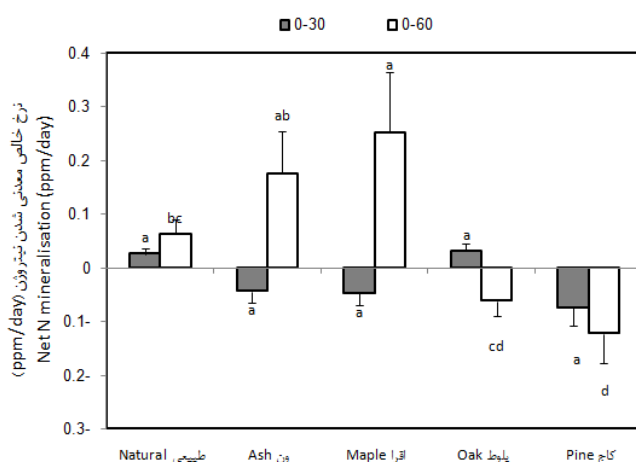 0-30 0-60
نرخ خالص معدنی شدن نیتروژن (ppm/day)
Net N mineralisation (ppm/day)
0.4
0.3
0.2
0.1
0
0.1-
0.2-
0.3-
a
bc
a
ab
a
a
a
cd
a
d
Natural طبیعی Ash ون Maple افرا Oak بلوط Pine کاج